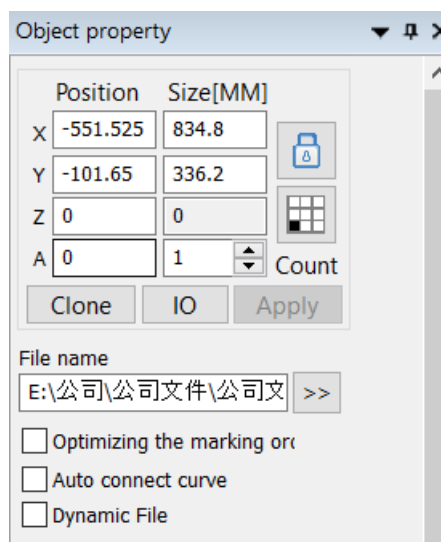 Object property
Position Size[MM]
X -551.525 834.8
Y -101.65 336.2
Z 0 0
A 0 1 Count
Clone IO Apply
File name
E:\公司\公司文件\公司文 >>
Optimizing the marking
Auto connect curve
Dynamic File